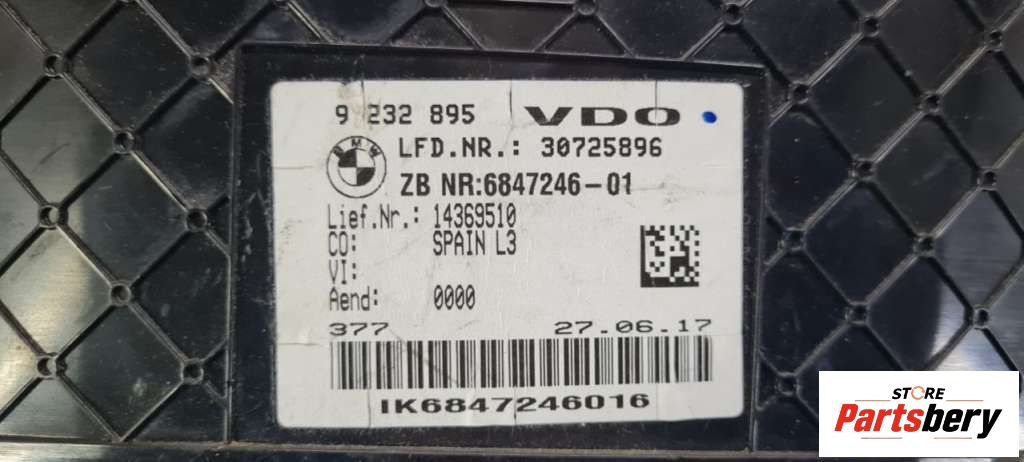 9 232 895 VDO
BMW
LFD.NR.: 30725896
ZB NR:6847246-01
Lief.Nr.: 14369510
CO: SPAIN L3
VI:
Aend: 0000
377 27.06.17
IK6847246016
STORE
Partsbery